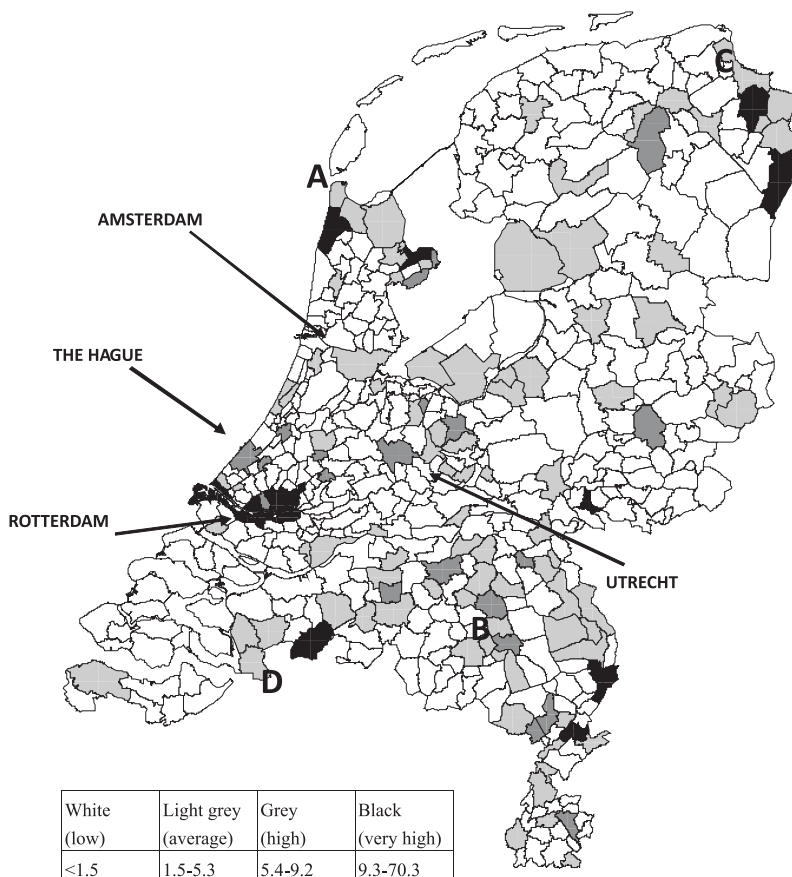 C
A
AMSTERDAM
THE HAGUE
ROTTERDAM
UTRECHT
B
D
White Light grey Grey Black
(low) (average) (high) (very high)
<1.5 1.5-5.3 5.4-9.2 9.3-70.3